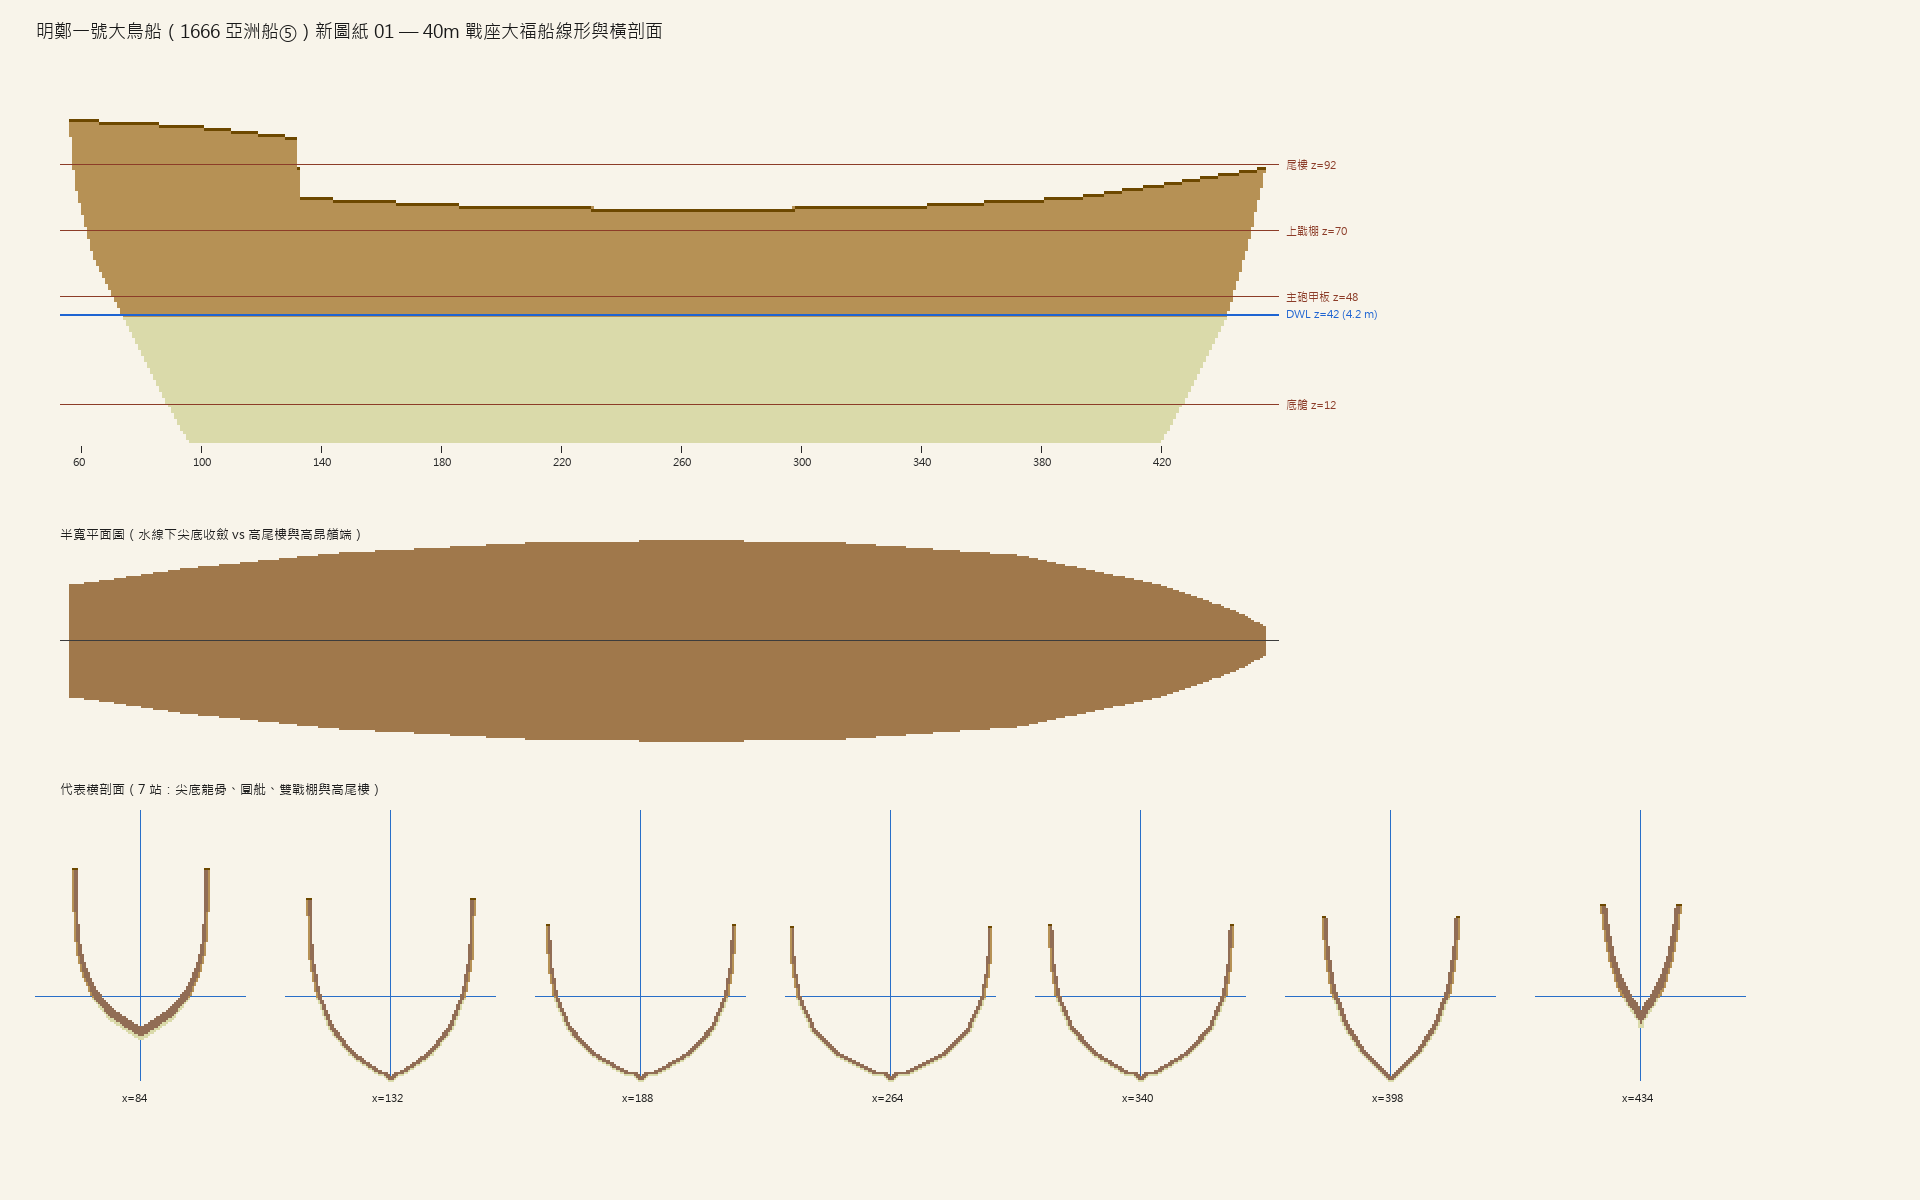 明鄭一號大鳥船（1666 亞洲船⑤）新圖紙 01 — 40m 戰座大福船線形與橫剖面
尾樓 z=92
上戰棚 z=70
主砲甲板 z=48
DWL z=42 (4.2 m)
底艙 z=12
60 100 140 180 220 260 300 340 380 420
半寬平面圖（水線下尖底收斂 vs 高尾樓與高昂艏端）
代表橫剖面（7 站：尖底龍骨、圓舭、雙戰棚與高尾樓）
x=84 x=132 x=188 x=264 x=340 x=398 x=434